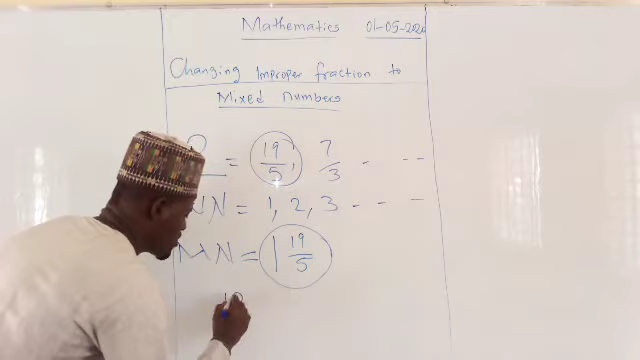 Mathematics 01-05-202
Changing Improper fraction to
Mixed Numbers
= 19/5, 7/3 - - -
N = 1, 2, 3 - - -
MN = 1 19/5